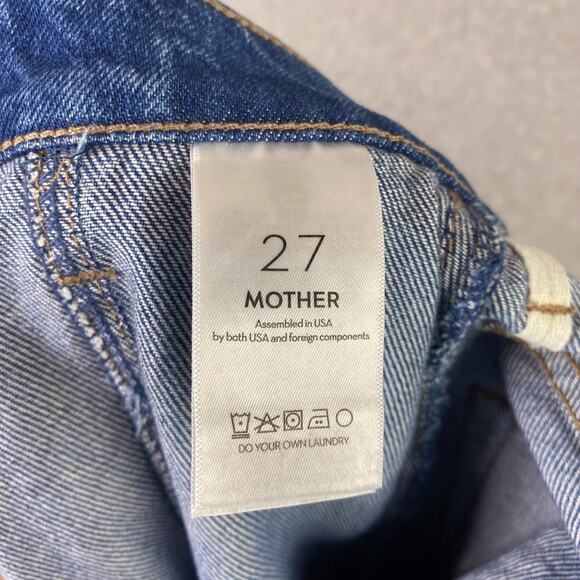 27
MOTHER
Assembled in USA
by both USA and foreign components
DO YOUR OWN LAUNDRY